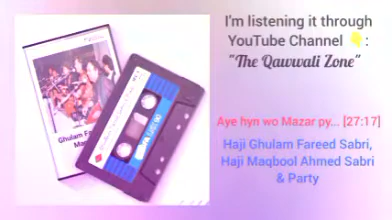 I'm listening it through
YouTube Channel 👇:
"The Qawwali Zone"
Aye hyn wo Mazar py... [27:17]
Haji Ghulam Fareed Sabri,
Haji Maqbool Ahmed Sabri
& Party
Ghulam Fareed